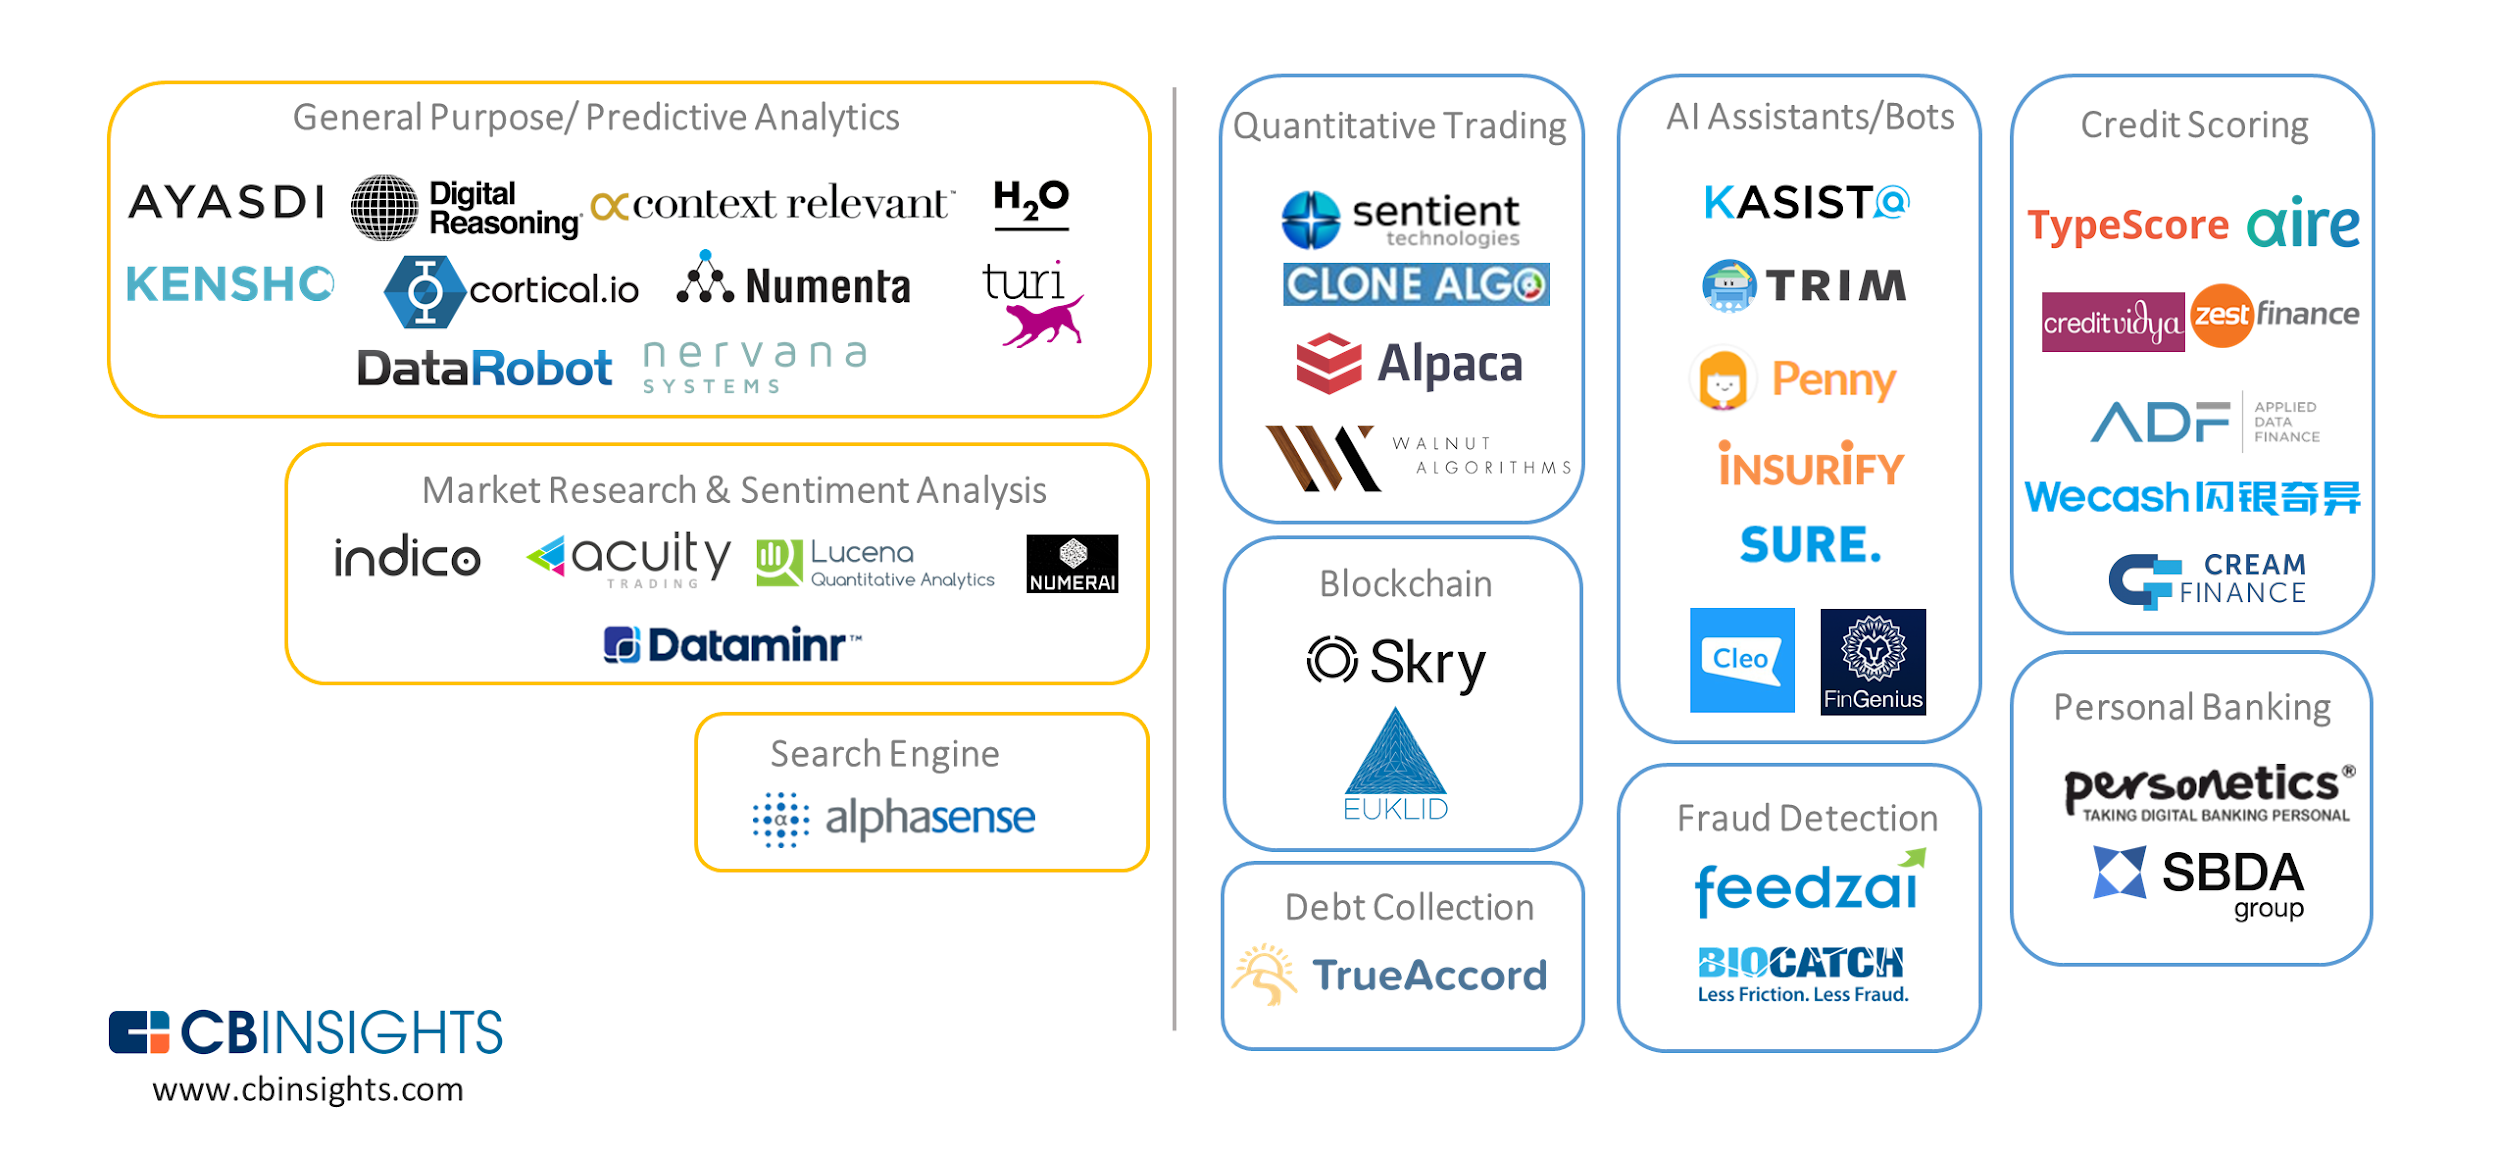 General Purpose/ Predictive Analytics
AYASDI
Digital
Reasoning
context relevant™
H2O
KENSHO
cortical.io
Numenta
turi
DataRobot
nervana
SYSTEMS
Market Research & Sentiment Analysis
indico
acuity
TRADING
Lucena
Quantitative Analytics
NUMERAI
Dataminr™
Search Engine
α
alphasense
CBINSIGHTS
www.cbinsights.com
Quantitative Trading
sentient
technologies
CLONE ALGO
Alpaca
WALNUT
ALGORITHMS
Blockchain
Skry
EUKLID
Debt Collection
TrueAccord
AI Assistants/Bots
KASISTO
TRIM
Penny
iNSURiFY
SURE.
Cleo
FinGenius
Fraud Detection
feedzai
BIOCATCH
Less Friction. Less Fraud.
Credit Scoring
TypeScore
aire
creditvidya
zestfinance
ADF
APPLIED
DATA
FINANCE
Wecash闪银奇异
CREAM
FINANCE
Personal Banking
personetics®
TAKING DIGITAL BANKING PERSONAL
SBDA
group